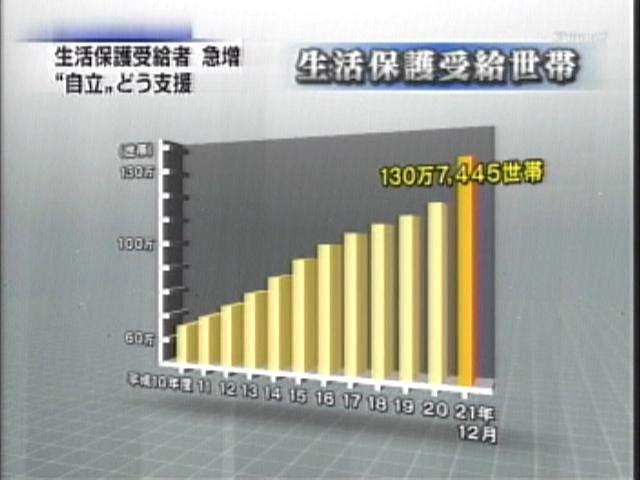 生活保護受給者 急増
“自立„どう支援
生活保護受給世帯
(世帯)
130万
100万
60万
130万7,445世帯
平成10年度 11 12 13 14 15 16 17 18 19 20 21年
12月